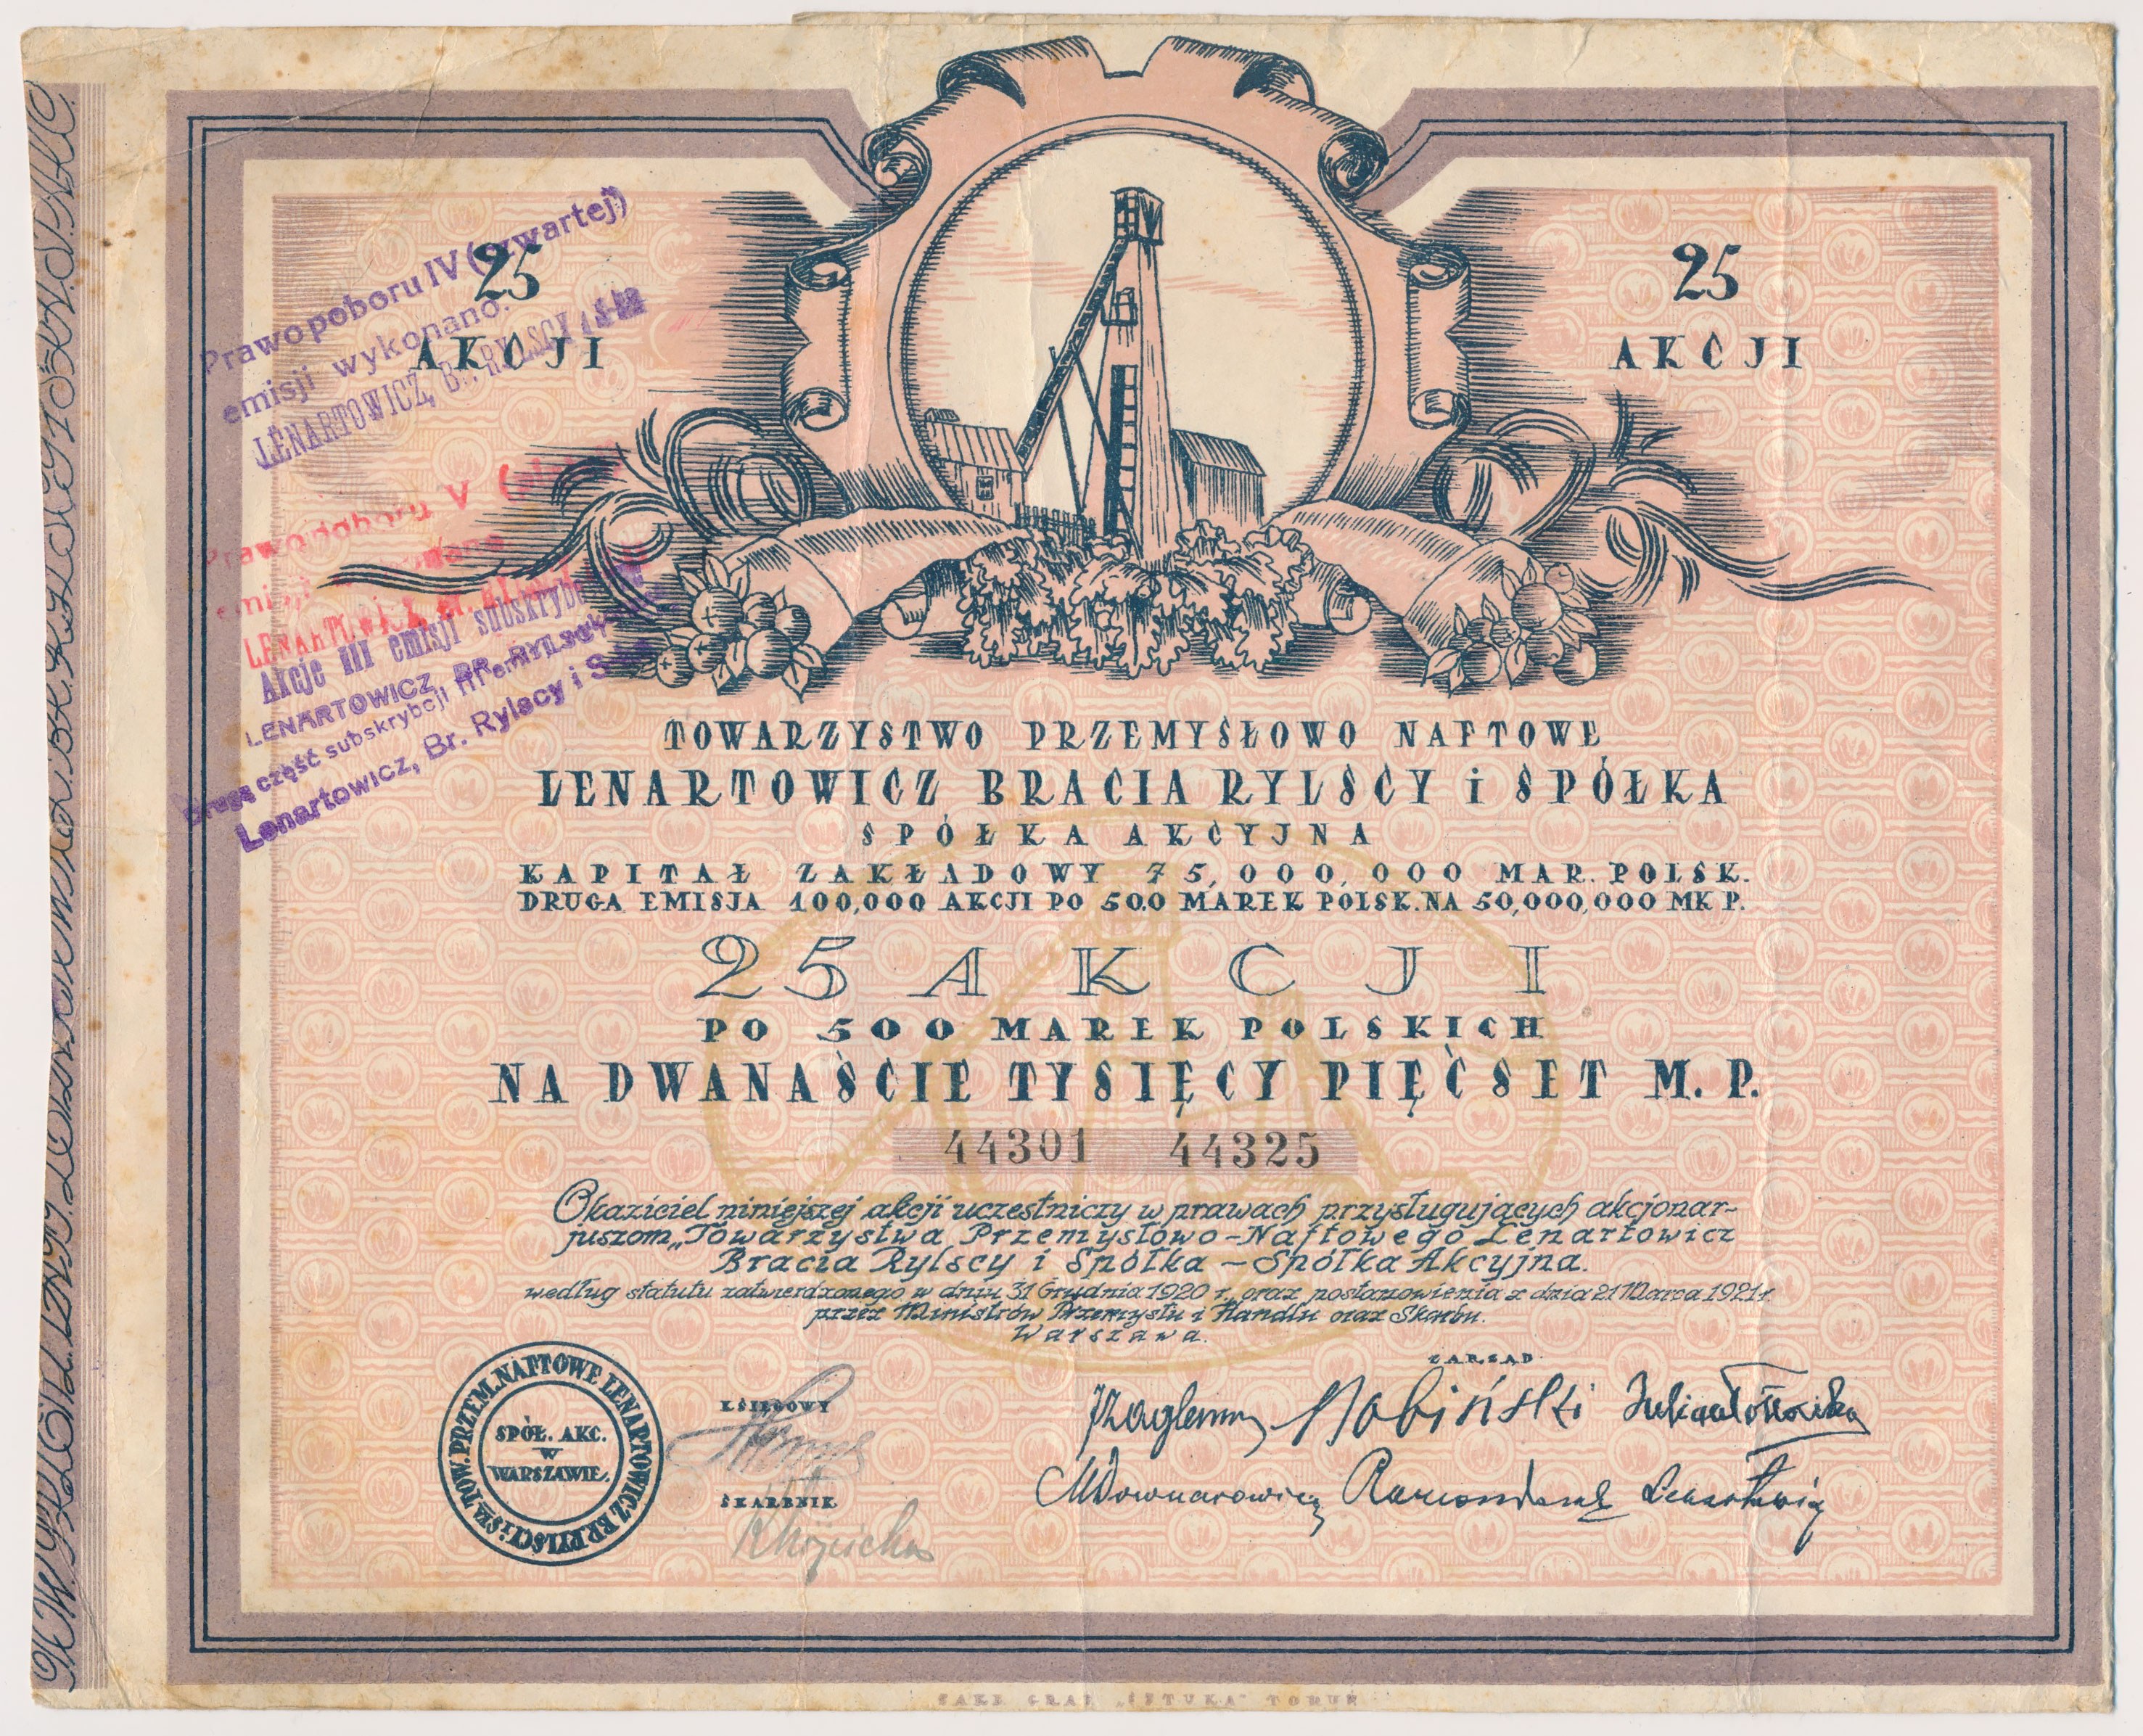 25
AKCJI
25
AKCJI
Prawo poboru IV (czwartej)
emisji wykonano.
LENARTOWICZ, BR. RYLSCY i S-ka
Prawo poboru V
LENARTOWICZ, Br.
Akcje III emisji
LENARTOWICZ, BR. RYLSCY
Druga część subskrybcji III emisji
Lenartowicz, Br. Rylscy i S-ka
TOWARZYSTWO PRZEMYSŁOWO NAFTOWE
LENARTOWICZ BRACIA RYLSCY i SPÓŁKA
SPÓŁKA AKCYJNA
KAPITAŁ ZAKŁADOWY 75,000,000 MAR. POLSK.
DRUGA EMISJA 100,000 AKCJI PO 500 MAREK POLSK. NA 50,000,000 MK P.
25 AKCJI
PO 500 MAREK POLSKICH
NA DWANAŚCIE TYSIĘCY PIĘĆSET M. P.
44301 44325
Okaziciel niniejszej akcji uczestniczy w prawach przysługujących akcjonar-
juszom „Towarzystwa Przemysłowo-Naftowego Lenartowicz
Bracia Rylscy i Spółka – Spółka Akcyjna.
według statutu zatwierdzonego w dniu 31 Grudnia 1920 r. oraz postanowienia z dnia 21 Marca 1921 r.
przez Ministrów Przemysłu i Handlu oraz Skarbu.
Warszawa.
ZARZĄD
KSIĘGOWY
SKARBNIK
TOW. PRZEM. NAFTOWE LENARTOWICZ BR. RYLSCY i SKA
SPÓŁ. AKC.
W
WARSZAWIE.
ZAKŁ. GRAF. „SZTUKA" TORUŃ